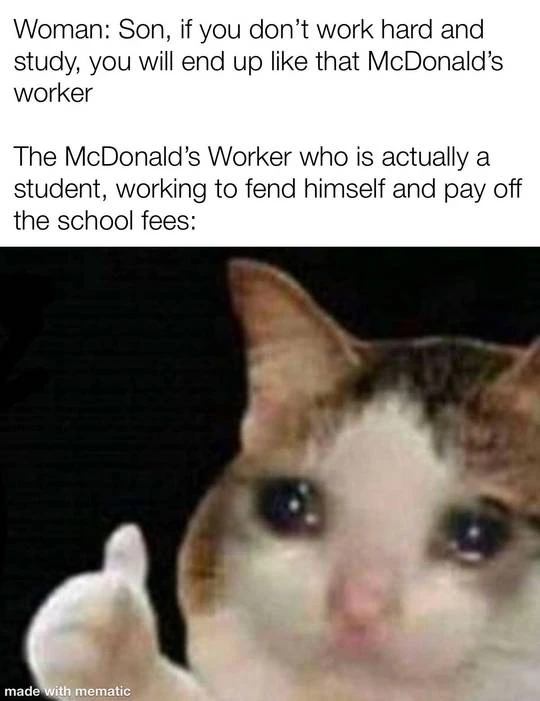 Woman: Son, if you don’t work hard and
study, you will end up like that McDonald’s
worker
The McDonald’s Worker who is actually a
student, working to fend himself and pay off
the school fees:
made with mematic